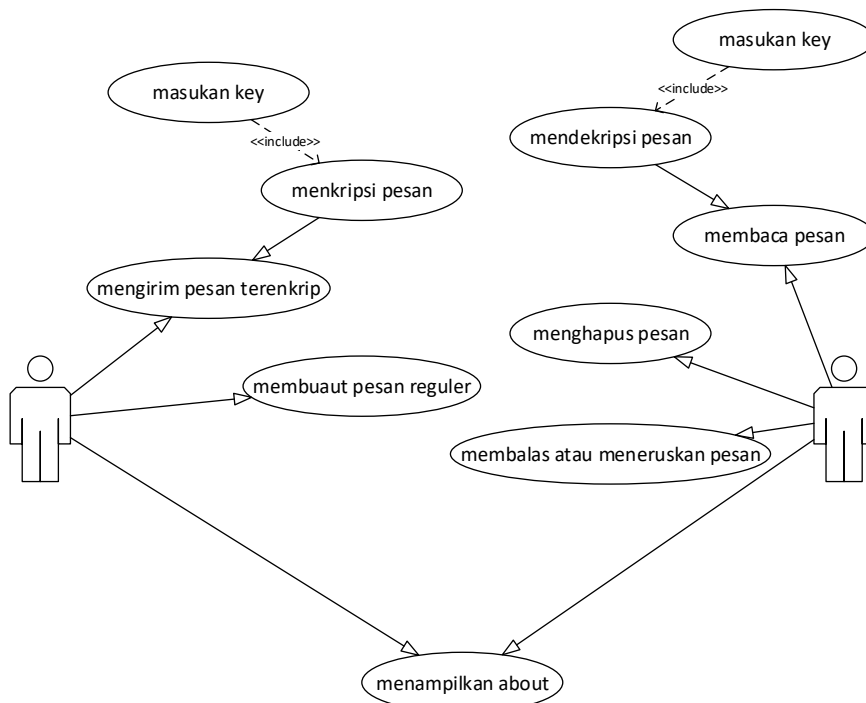 masukan key
<<include>>
mendekripsi pesan
masukan key
<<include>>
menkripsi pesan
membaca pesan
mengirim pesan terenkrip
menghapus pesan
membuaut pesan reguler
membalas atau meneruskan pesan
menampilkan about